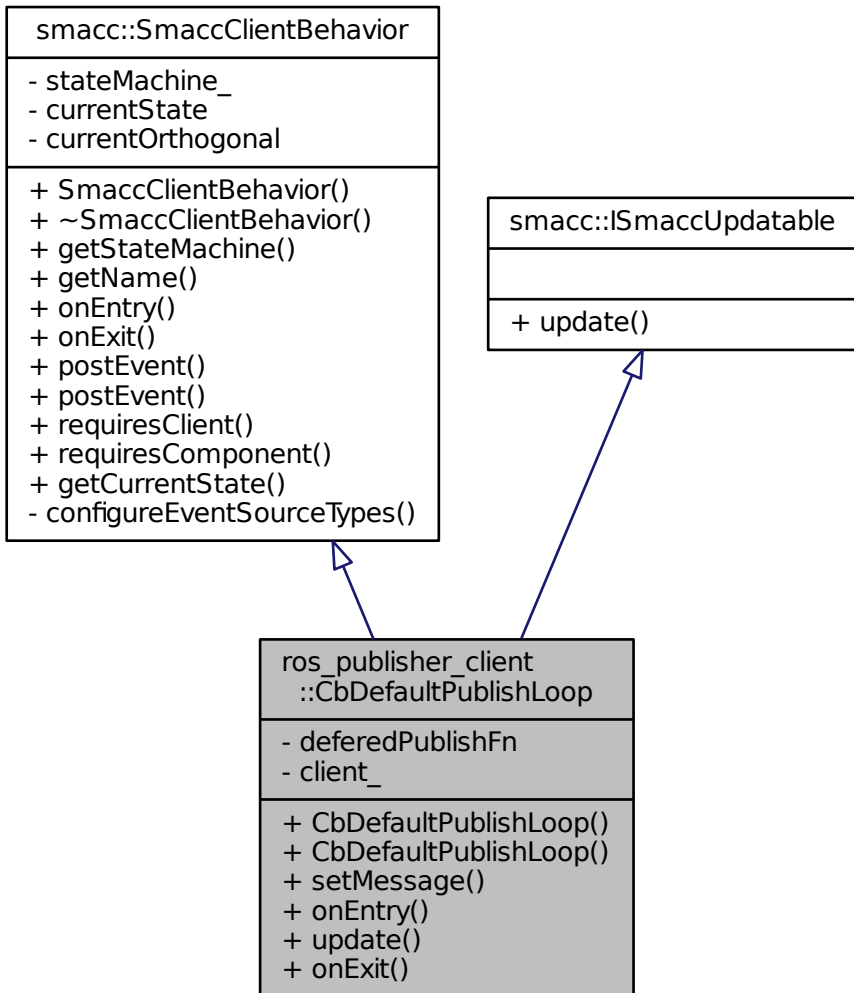 smacc::SmaccClientBehavior
- stateMachine_
- currentState
- currentOrthogonal
+ SmaccClientBehavior()
+ ~SmaccClientBehavior()
+ getStateMachine()
+ getName()
+ onEntry()
+ onExit()
+ postEvent()
+ postEvent()
+ requiresClient()
+ requiresComponent()
+ getCurrentState()
- configureEventSourceTypes()
smacc::ISmaccUpdatable
+ update()
ros_publisher_client
::CbDefaultPublishLoop
- deferedPublishFn
- client_
+ CbDefaultPublishLoop()
+ CbDefaultPublishLoop()
+ setMessage()
+ onEntry()
+ update()
+ onExit()